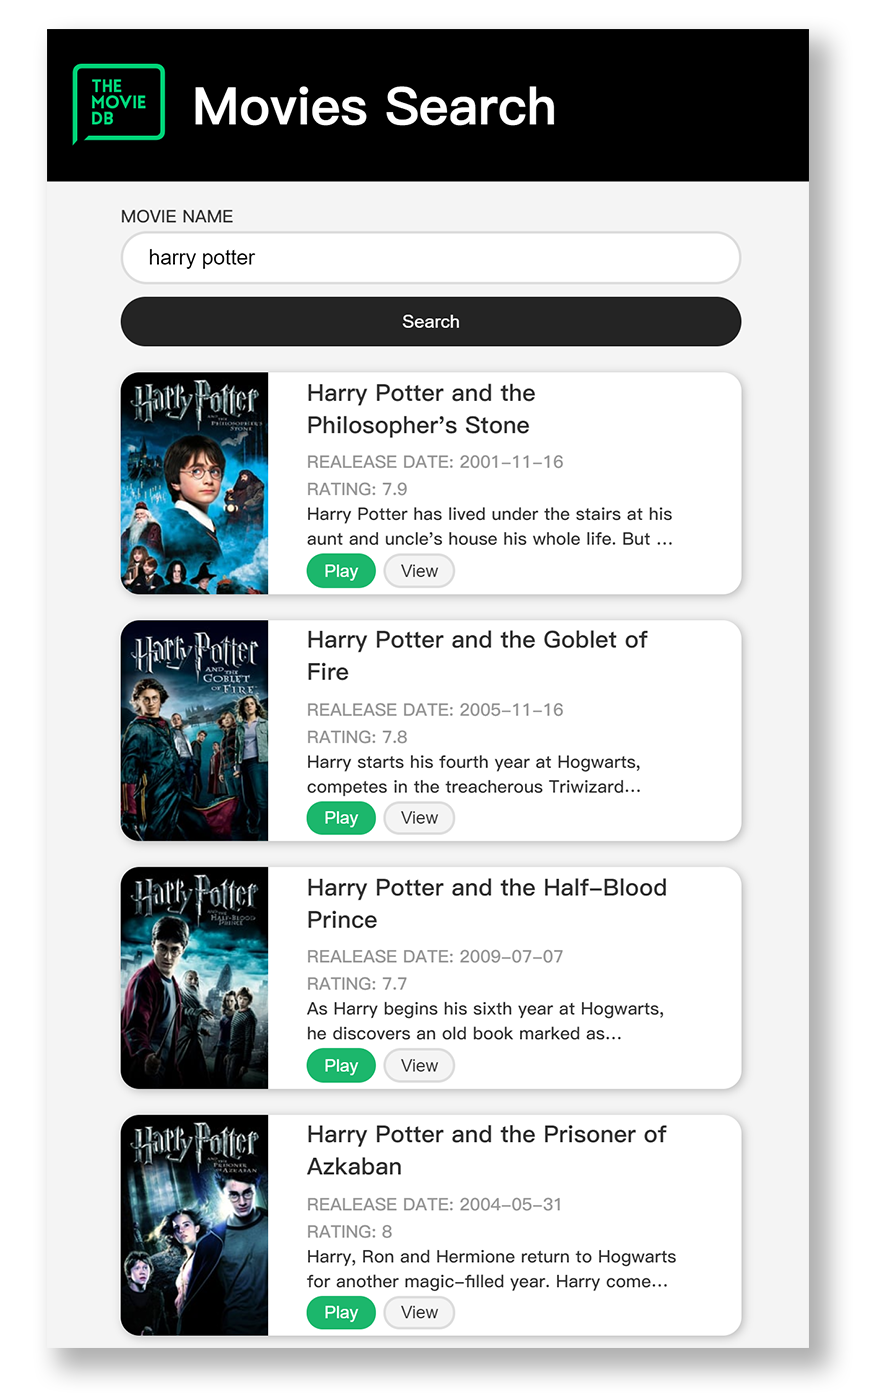 THE
MOVIE
DB
Movies Search
MOVIE NAME
harry potter
Search
Harry Potter
AND THE
PHILOSOPHER'S
STONE
Harry Potter and the
Philosopher's Stone
REALEASE DATE: 2001-11-16
RATING: 7.9
Harry Potter has lived under the stairs at his
aunt and uncle's house his whole life. But ...
Play
View
Harry Potter
AND THE
GOBLET
OF FIRE
Harry Potter and the Goblet of
Fire
REALEASE DATE: 2005-11-16
RATING: 7.8
Harry starts his fourth year at Hogwarts,
competes in the treacherous Triwizard...
Play
View
Harry Potter
AND THE
HALF-BLOOD
PRINCE
Harry Potter and the Half-Blood
Prince
REALEASE DATE: 2009-07-07
RATING: 7.7
As Harry begins his sixth year at Hogwarts,
he discovers an old book marked as...
Play
View
Harry Potter
AND THE
PRISONER
OF AZKABAN
Harry Potter and the Prisoner of
Azkaban
REALEASE DATE: 2004-05-31
RATING: 8
Harry, Ron and Hermione return to Hogwarts
for another magic-filled year. Harry come...
Play
View